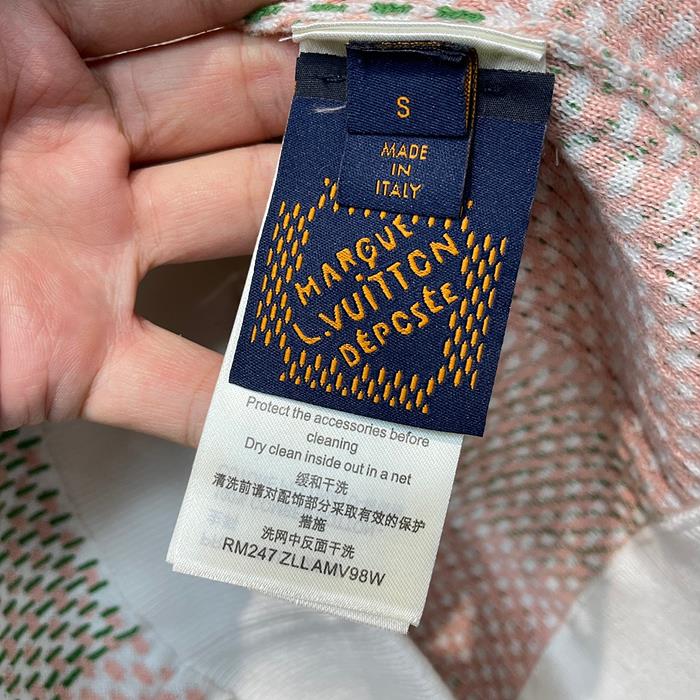 S
MADE
IN
ITALY
MARQUE
L.VUITTON
DÉPOSÉE
Protect the accessories before
cleaning
Dry clean inside out in a net
缓和干洗
清洗前请对配饰部分采取有效的保护
措施
洗网中反面干洗
RM247 ZLL AMV98W